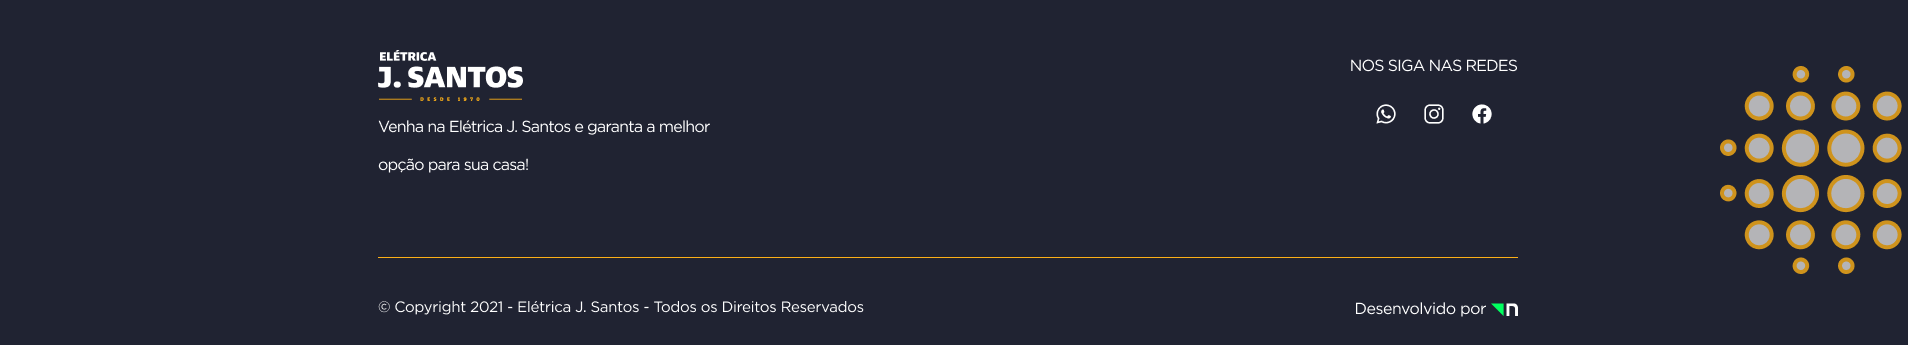 ELÉTRICA
J. SANTOS
DESDE 1970
Venha na Elétrica J. Santos e garanta a melhor
opção para sua casa!
NOS SIGA NAS REDES
© Copyright 2021 - Elétrica J. Santos - Todos os Direitos Reservados
Desenvolvido por n